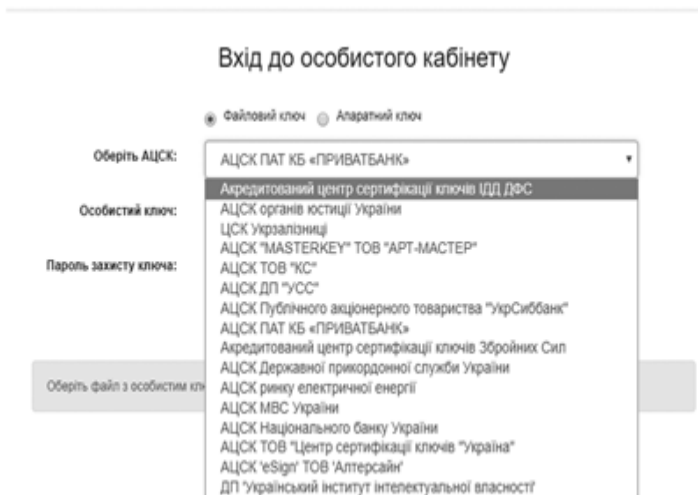 Вхід до особистого кабінету
Файловий ключ Апаратний ключ
Оберіть АЦСК: АЦСК ПАТ КБ «ПРИВАТБАНК»
Акредитований центр сертифікації ключів ІДД ДФС
Особистий ключ: АЦСК органів юстиції України
ЦСК Укрзалізниці
АЦСК "MASTERKEY" ТОВ "АРТ-МАСТЕР"
Пароль захисту ключа: АЦСК ТОВ "КС"
АЦСК ДП "УСС"
АЦСК Публічного акціонерного товариства "УкрСиббанк"
АЦСК ПАТ КБ «ПРИВАТБАНК»
Акредитований центр сертифікації ключів Збройних Сил
АЦСК Державної прикордонної служби України
Оберіть файл з особистим клю АЦСК ринку електричної енергії
АЦСК МВС України
АЦСК Національного банку України
АЦСК ТОВ "Центр сертифікації ключів "Україна"
АЦСК 'eSign' ТОВ 'Алтерсайн'
ДП 'Український інститут інтелектуальної власності'